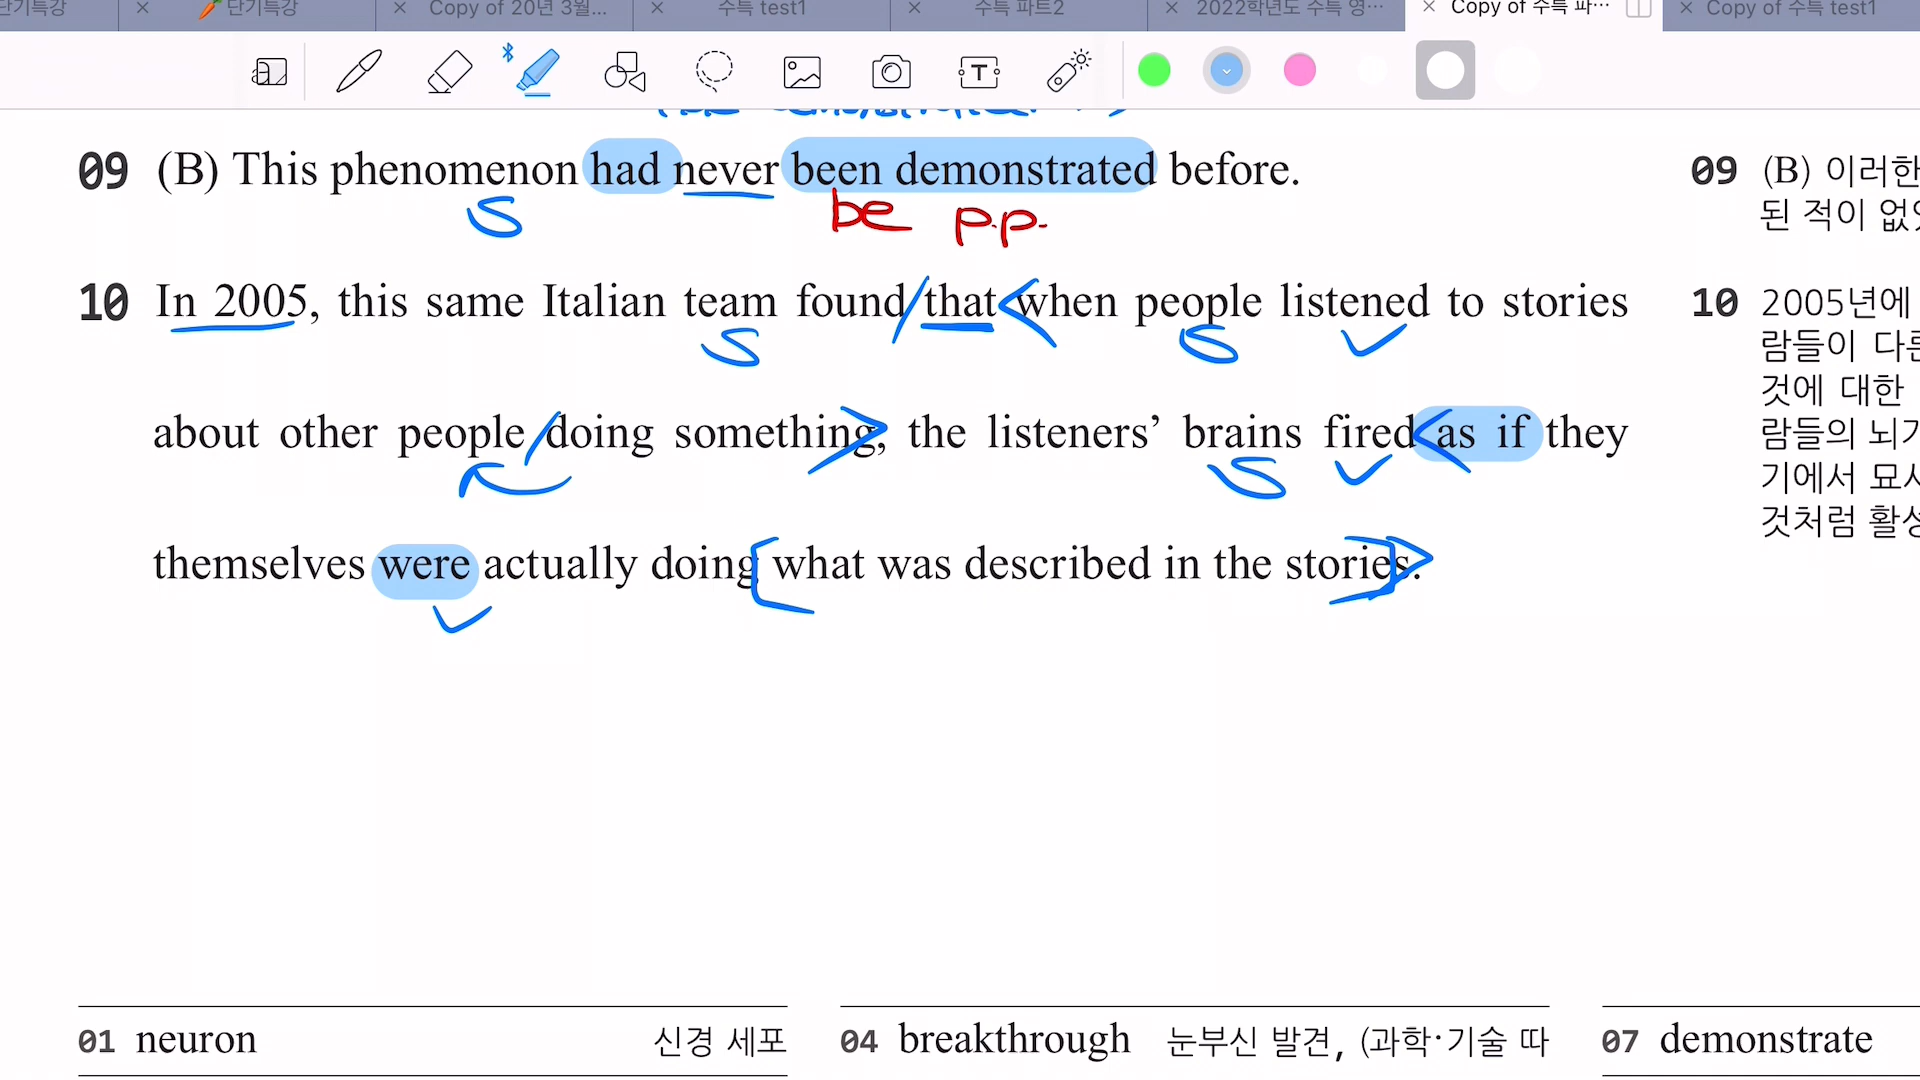 단기특강
× 🥕단기특강
× Copy of 20년 3월...
× 수특 test1
× 수특 파트2
× 2022학년도 수특 영...
× Copy of 수특 파...
× Copy of 수특 test1
09 (B) This phenomenon had never been demonstrated before.
S be p.p.
10 In 2005, this same Italian team found/that<when people listened to stories
S S
about other people/doing something>, the listeners' brains fired<as if they
S
themselves were actually doing[what was described in the stories]>.
09 (B) 이러한
된 적이 없
10 2005년에
람들이 다른
것에 대한
람들의 뇌가
기에서 묘사
것처럼 활성
01 neuron 신경 세포
04 breakthrough 눈부신 발견, (과학·기술 따
07 demonstrate